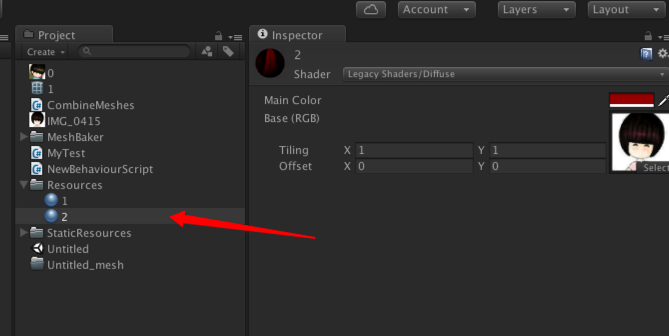 Account
Layers
Layout
Project
Create
0
1
CombineMeshes
IMG_0415
MeshBaker
MyTest
NewBehaviourScript
Resources
1
2
StaticResources
Untitled
Untitled_mesh
Inspector
2
Shader Legacy Shaders/Diffuse
Main Color
Base (RGB)
Tiling X 1 Y 1
Offset X 0 Y 0
Select